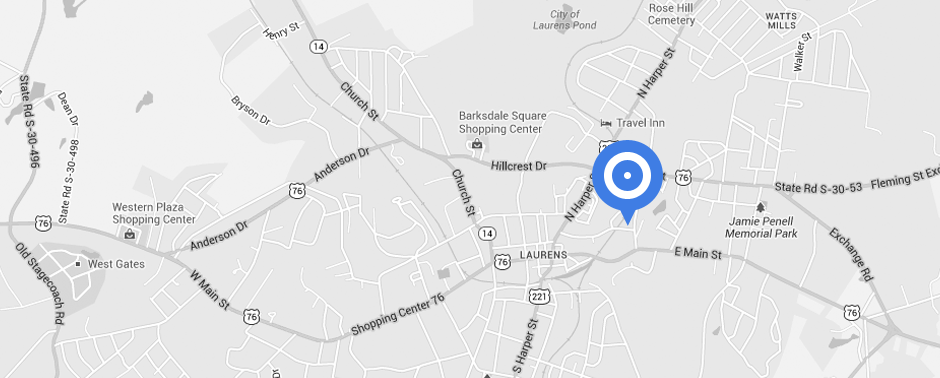 City of
Laurens Pond
Rose Hill
Cemetery
WATTS
MILLS
Henry St
14
Walker St
N Harper St
State Rd S-30-496
Dean Dr
Church St
Bryson Dr
Barksdale Square
Shopping Center
Travel Inn
State Rd S-30-498
Anderson Dr
Hillcrest Dr
76
76
State Rd S-30-53
Fleming St Ex
Church St
N Harper S
Western Plaza
Shopping Center
76
Jamie Penell
Memorial Park
Anderson Dr
14
Exchange Rd
Old Stagecoach Rd
West Gates
76
LAURENS
E Main St
W Main St
221
76
Shopping Center 76
76
S Harper St